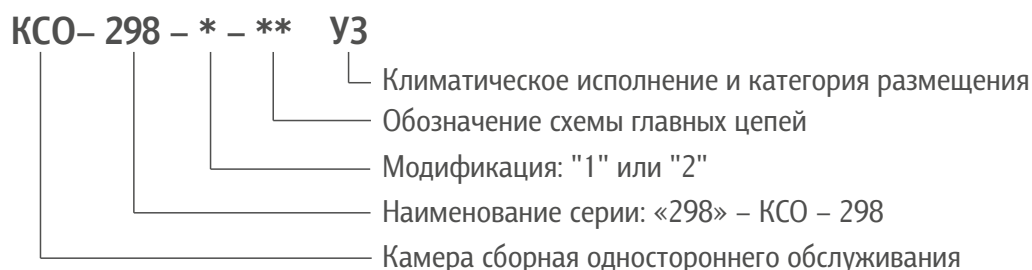 КСО– 298 – * – ** У3
Климатическое исполнение и категория размещения
Обозначение схемы главных цепей
Модификация: "1" или "2"
Наименование серии: «298» – КСО – 298
Камера сборная одностороннего обслуживания